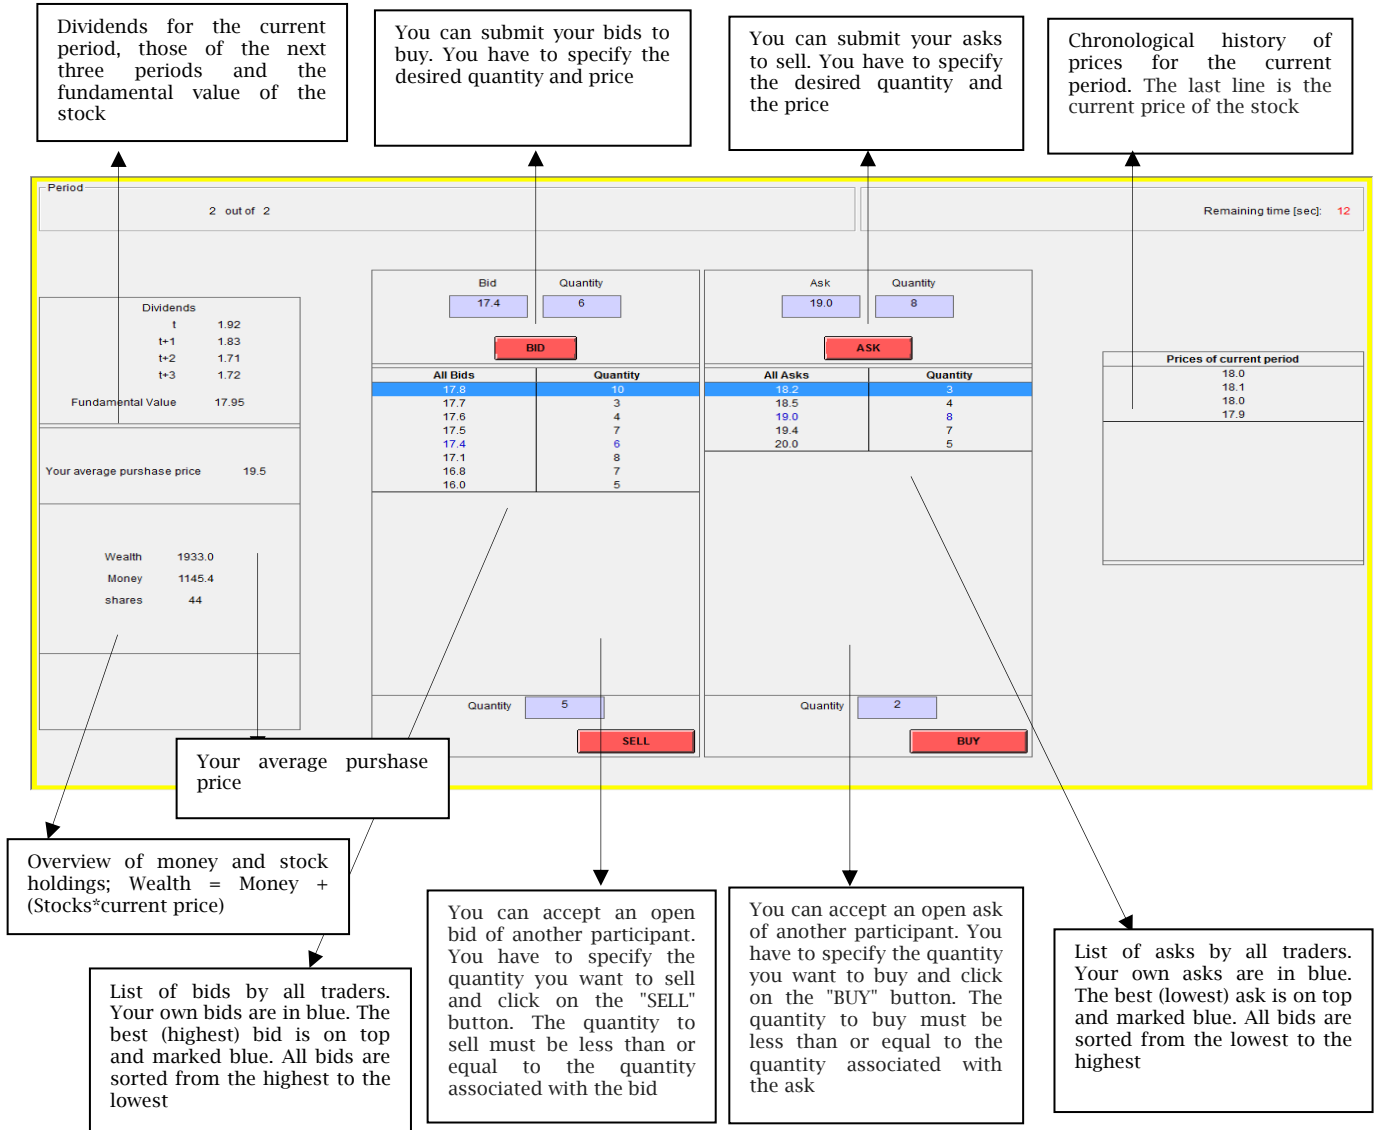 Dividends for the current
period, those of the next
three periods and the
fundamental value of the
stock
You can submit your bids to
buy. You have to specify the
desired quantity and price
You can submit your asks
to sell. You have to specify
the desired quantity and
the price
Chronological history of
prices for the current
period. The last line is the
current price of the stock
Period
2 out of 2
Remaining time [sec]: 12
Dividends
t 1.92
t+1 1.83
t+2 1.71
t+3 1.72
Fundamental Value 17.95
Your average purshase price 19.5
Wealth 1933.0
Money 1145.4
shares 44
Bid Quantity
17.4 6
BID
All Bids Quantity
17.8 10
17.7 3
17.6 4
17.5 7
17.4 6
17.1 8
16.8 7
16.0 5
Quantity 5
SELL
Ask Quantity
19.0 8
ASK
All Asks Quantity
18.2 3
18.5 4
19.0 8
19.4 7
20.0 5
Quantity 2
BUY
Prices of current period
18.0
18.1
18.0
17.9
Your average purshase
price
Overview of money and stock
holdings; Wealth = Money +
(Stocks*current price)
List of bids by all traders.
Your own bids are in blue. The
best (highest) bid is on top
and marked blue. All bids are
sorted from the highest to the
lowest
You can accept an open
bid of another participant.
You have to specify the
quantity you want to sell
and click on the "SELL"
button. The quantity to
sell must be less than or
equal to the quantity
associated with the bid
You can accept an open ask
of another participant. You
have to specify the quantity
you want to buy and click
on the "BUY" button. The
quantity to buy must be
less than or equal to the
quantity associated with
the ask
List of asks by all traders.
Your own asks are in blue.
The best (lowest) ask is on top
and marked blue. All bids are
sorted from the lowest to the
highest